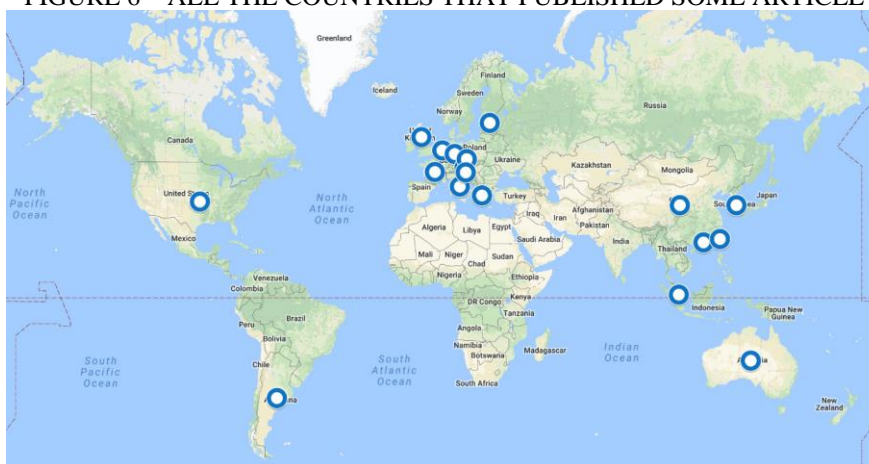 FIGURE 6 – ALL THE COUNTRIES THAT PUBLISHED SOME ARTICLE
Greenland
Iceland
Finland
Sweden
Norway
Russia
Canada
Poland
Ukraine
Kazakhstan
Mongolia
North
Pacific
Ocean
North
Atlantic
Ocean
Spain
Turkey
Japan
Iraq
Iran
Afghanistan
Pakistan
Algeria
Libya
Egypt
Saudi Arabia
India
Thailand
Mexico
Mali
Niger
Chad
Sudan
Nigeria
Ethiopia
Venezuela
Colombia
DR Congo
Kenya
Tanzania
Indonesia
Papua New
Guinea
Peru
Brazil
Bolivia
Angola
Namibia
Botswana
Madagascar
South
Pacific
Ocean
Chile
South
Atlantic
Ocean
Indian
Ocean
South Africa
New
Zealand